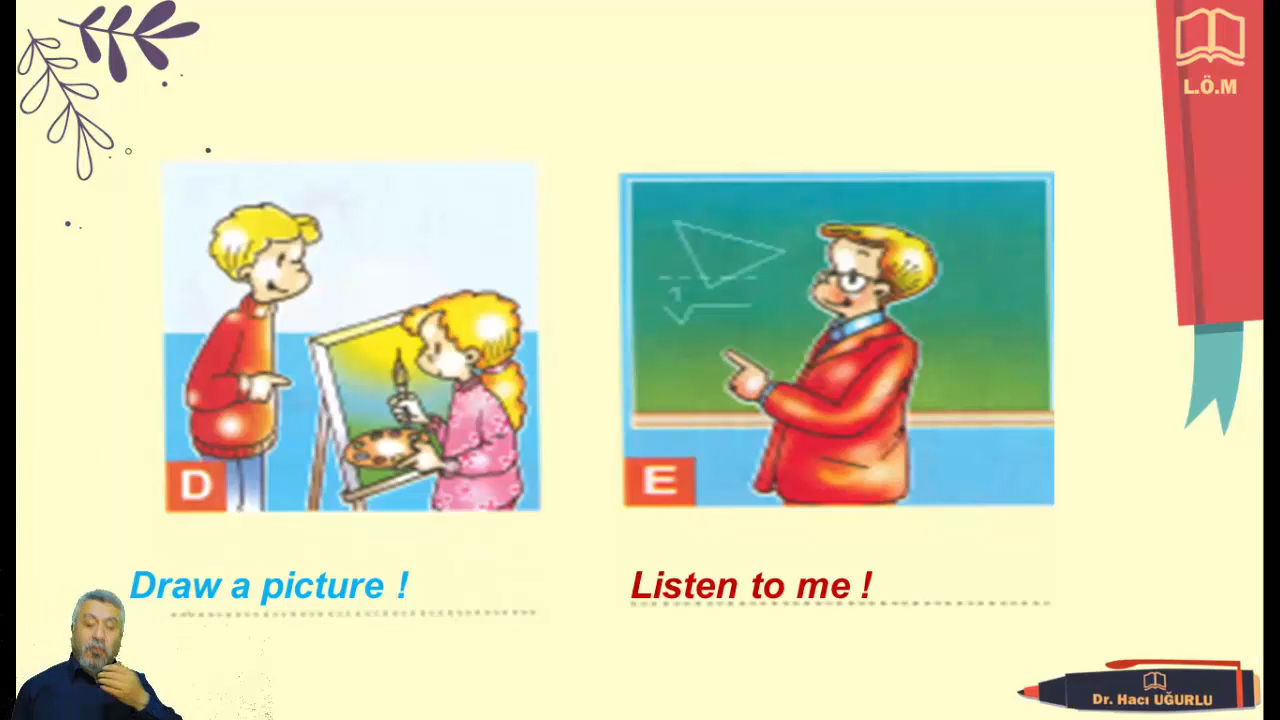 L.Ö.M
D
E
Draw a picture !
Listen to me !
Dr. Hacı UĞURLU